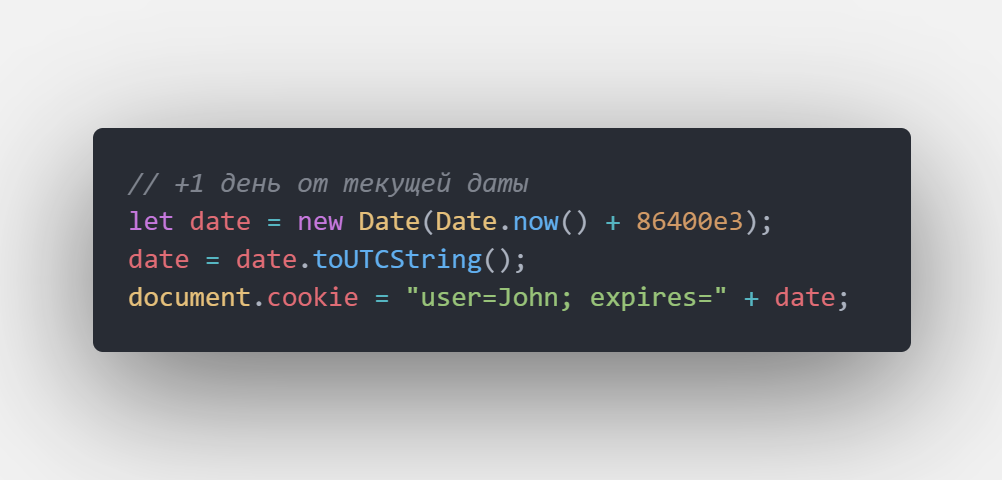 // +1 день от текущей даты
let date = new Date(Date.now() + 86400e3);
date = date.toUTCString();
document.cookie = "user=John; expires=" + date;